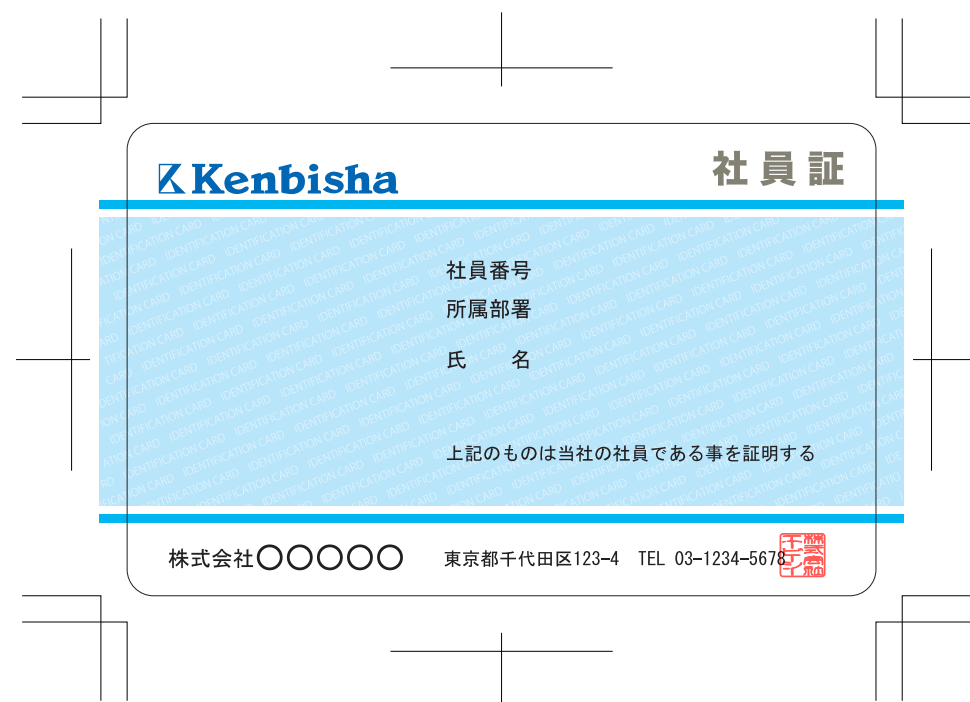 Kenbisha
社員証
社員番号
所属部署
氏　名
上記のものは当社の社員である事を証明する
株式会社〇〇〇〇〇
東京都千代田区123-4　TEL 03-1234-5678
IDENTIFICATION CARD